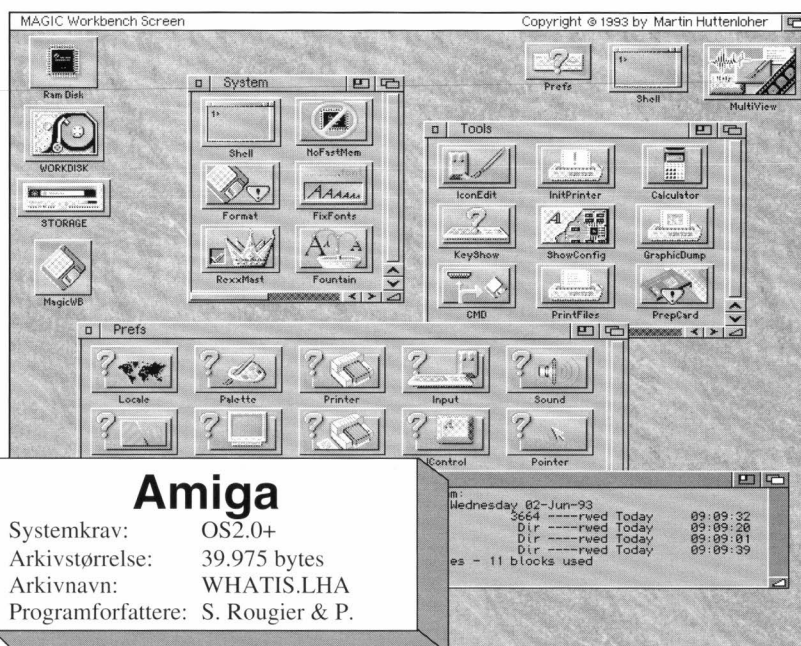 MAGIC Workbench Screen
Copyright © 1993 by Martin Huttenloher
Ram Disk
WORKDISK
STORAGE
MagicWB
System
Shell
NoFastMem
Format
FixFonts
RexxMast
Fountain
Prefs
Shell
MultiView
Tools
IconEdit
InitPrinter
Calculator
KeyShow
ShowConfig
GraphicDump
CMD
PrintFiles
PrepCard
Prefs
Locale
Palette
Printer
Input
Sound
lControl
Pointer
m:
Wednesday 02-Jun-93
3664 ----rwed Today 09:09:32
Dir ----rwed Today 09:09:20
Dir ----rwed Today 09:09:01
Dir ----rwed Today 09:09:39
es - 11 blocks used
Amiga
Systemkrav: OS2.0+
Arkivstørrelse: 39.975 bytes
Arkivnavn: WHATIS.LHA
Programforfattere: S. Rougier & P.